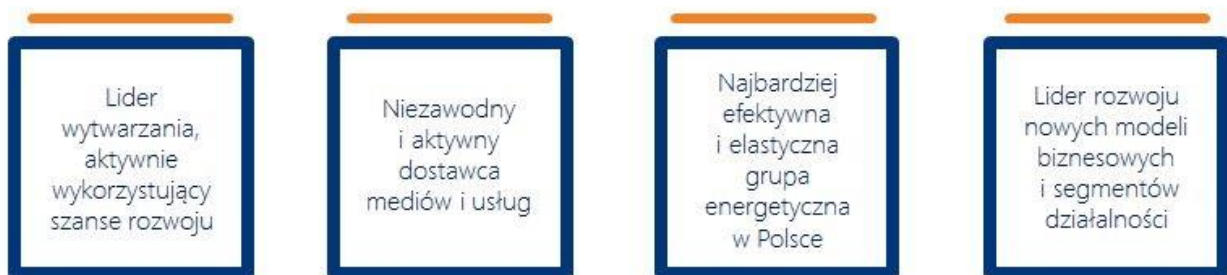 Lider
wytwarzania,
aktywnie
wykorzystujący
szanse rozwoju
Niezawodny
i aktywny
dostawca
mediów i usług
Najbardziej
efektywna
i elastyczna
grupa
energetyczna
w Polsce
Lider rozwoju
nowych modeli
biznesowych
i segmentów
działalności